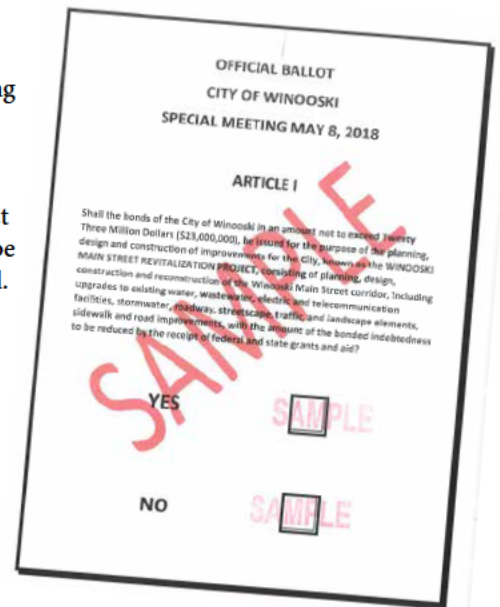 ng
t
be
l.
OFFICIAL BALLOT
CITY OF WINOOSKI
SPECIAL MEETING MAY 8, 2018
ARTICLE I
Shall the bonds of the City of Winooski in an amount not to exceed Twenty
Three Million Dollars ($23,000,000), be issued for the purpose of the planning,
design and construction of improvements for the City, known as the WINOOSKI
MAIN STREET REVITALIZATION PROJECT, consisting of planning, design,
construction and reconstruction of the Winooski Main Street corridor, including
upgrades to existing water, wastewater, electric and telecommunication
facilities, stormwater, roadway, streetscape, traffic, and landscape elements,
sidewalk and road improvements, with the amount of the bonded indebtedness
to be reduced by the receipt of federal and state grants and aid?
SAMPLE
YES SAMPLE
NO SAMPLE